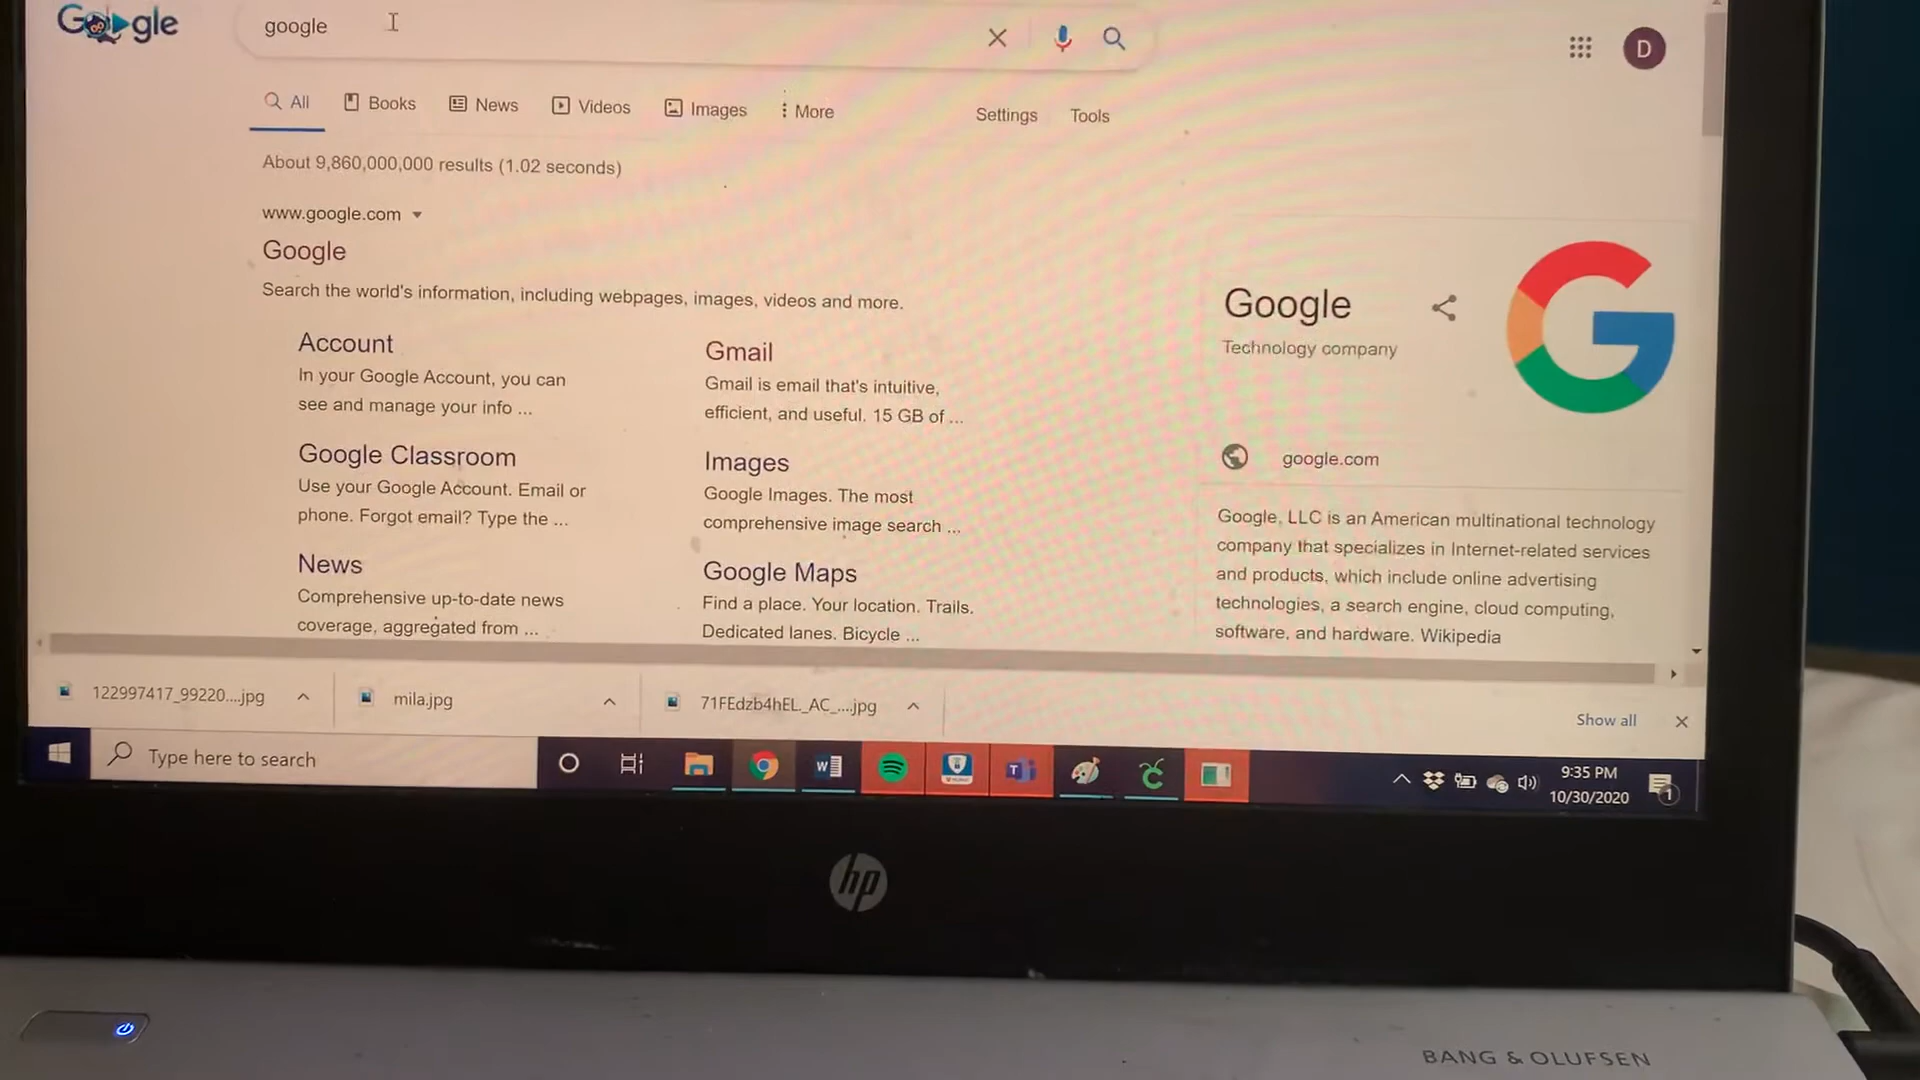 Google
google
All
Books
News
Videos
Images
More
Settings
Tools
D
About 9,860,000,000 results (1.02 seconds)
www.google.com
Google
Search the world's information, including webpages, images, videos and more.
Account
In your Google Account, you can
see and manage your info ...
Gmail
Gmail is email that's intuitive,
efficient, and useful. 15 GB of ...
Google Classroom
Use your Google Account. Email or
phone. Forgot email? Type the ...
Images
Google Images. The most
comprehensive image search ...
News
Comprehensive up-to-date news
coverage, aggregated from ...
Google Maps
Find a place. Your location. Trails.
Dedicated lanes. Bicycle ...
Google
Technology company
G
google.com
Google, LLC is an American multinational technology
company that specializes in Internet-related services
and products, which include online advertising
technologies, a search engine, cloud computing,
software, and hardware. Wikipedia
122997417_99220....jpg
mila.jpg
71FEdzb4hEL._AC_....jpg
Show all
Type here to search
W
T
9:35 PM
10/30/2020
1
hp
BANG & OLUFSEN